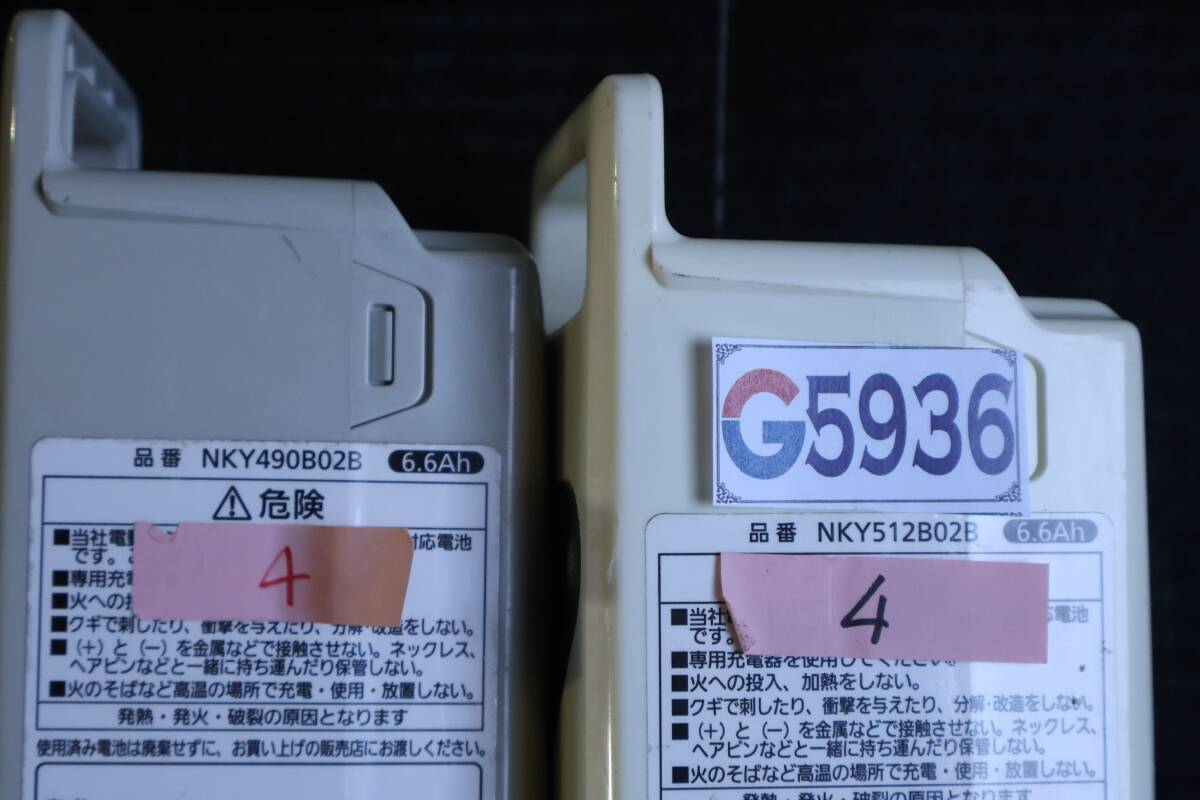 品番 NKY490B02B 6.6Ah
危険
■当社電 対応電池
です。
■専用充
■火への
4
■クギで刺したり、衝撃を与えたり、分解・改造をしない。
■(+)と(-)を金属などで接触させない。ネックレス、
ヘアピンなどと一緒に持ち運んだり保管しない。
■火のそばなど高温の場所で充電・使用・放置しない。
発熱・発火・破裂の原因となります
使用済み電池は廃棄せずに、お買い上げの販売店にお渡しください。
G5936
品番 NKY512B02B 6.6Ah
■当社 電池
です。
4
■専用充電器を使用してください。
■火への投入、加熱をしない。
■クギで刺したり、衝撃を与えたり、分解・改造をしない。
■(+)と(-)を金属などで接触させない。ネックレス、
ヘアピンなどと一緒に持ち運んだり保管しない。
■火のそばなど高温の場所で充電・使用・放置しない。
発熱・発火・破裂の原因となります